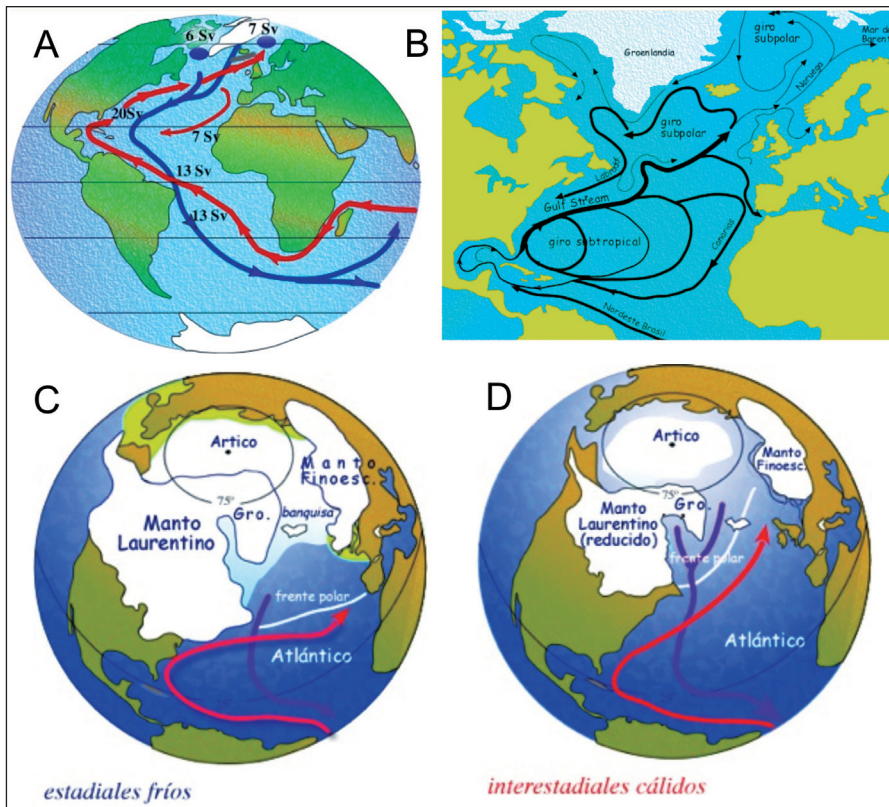 A
6 Sv
7 Sv
20Sv
7 Sv
13 Sv
13 Sv
B
Groenlandia
giro
subpolar
Mar de
Barent
Noruega
giro
subpolar
Labrador
Gulf Stream
giro subtropical
Canarias
Nordeste Brasil
C
Artico
Manto
Finoesc.
75º
Gro.
banquisa
Manto
Laurentino
frente polar
Atlántico
estadiales fríos
D
Artico
Manto
Finoesc.
75º
Gro.
Manto
Laurentino
(reducido)
frente polar
Atlántico
interestadiales cálidos